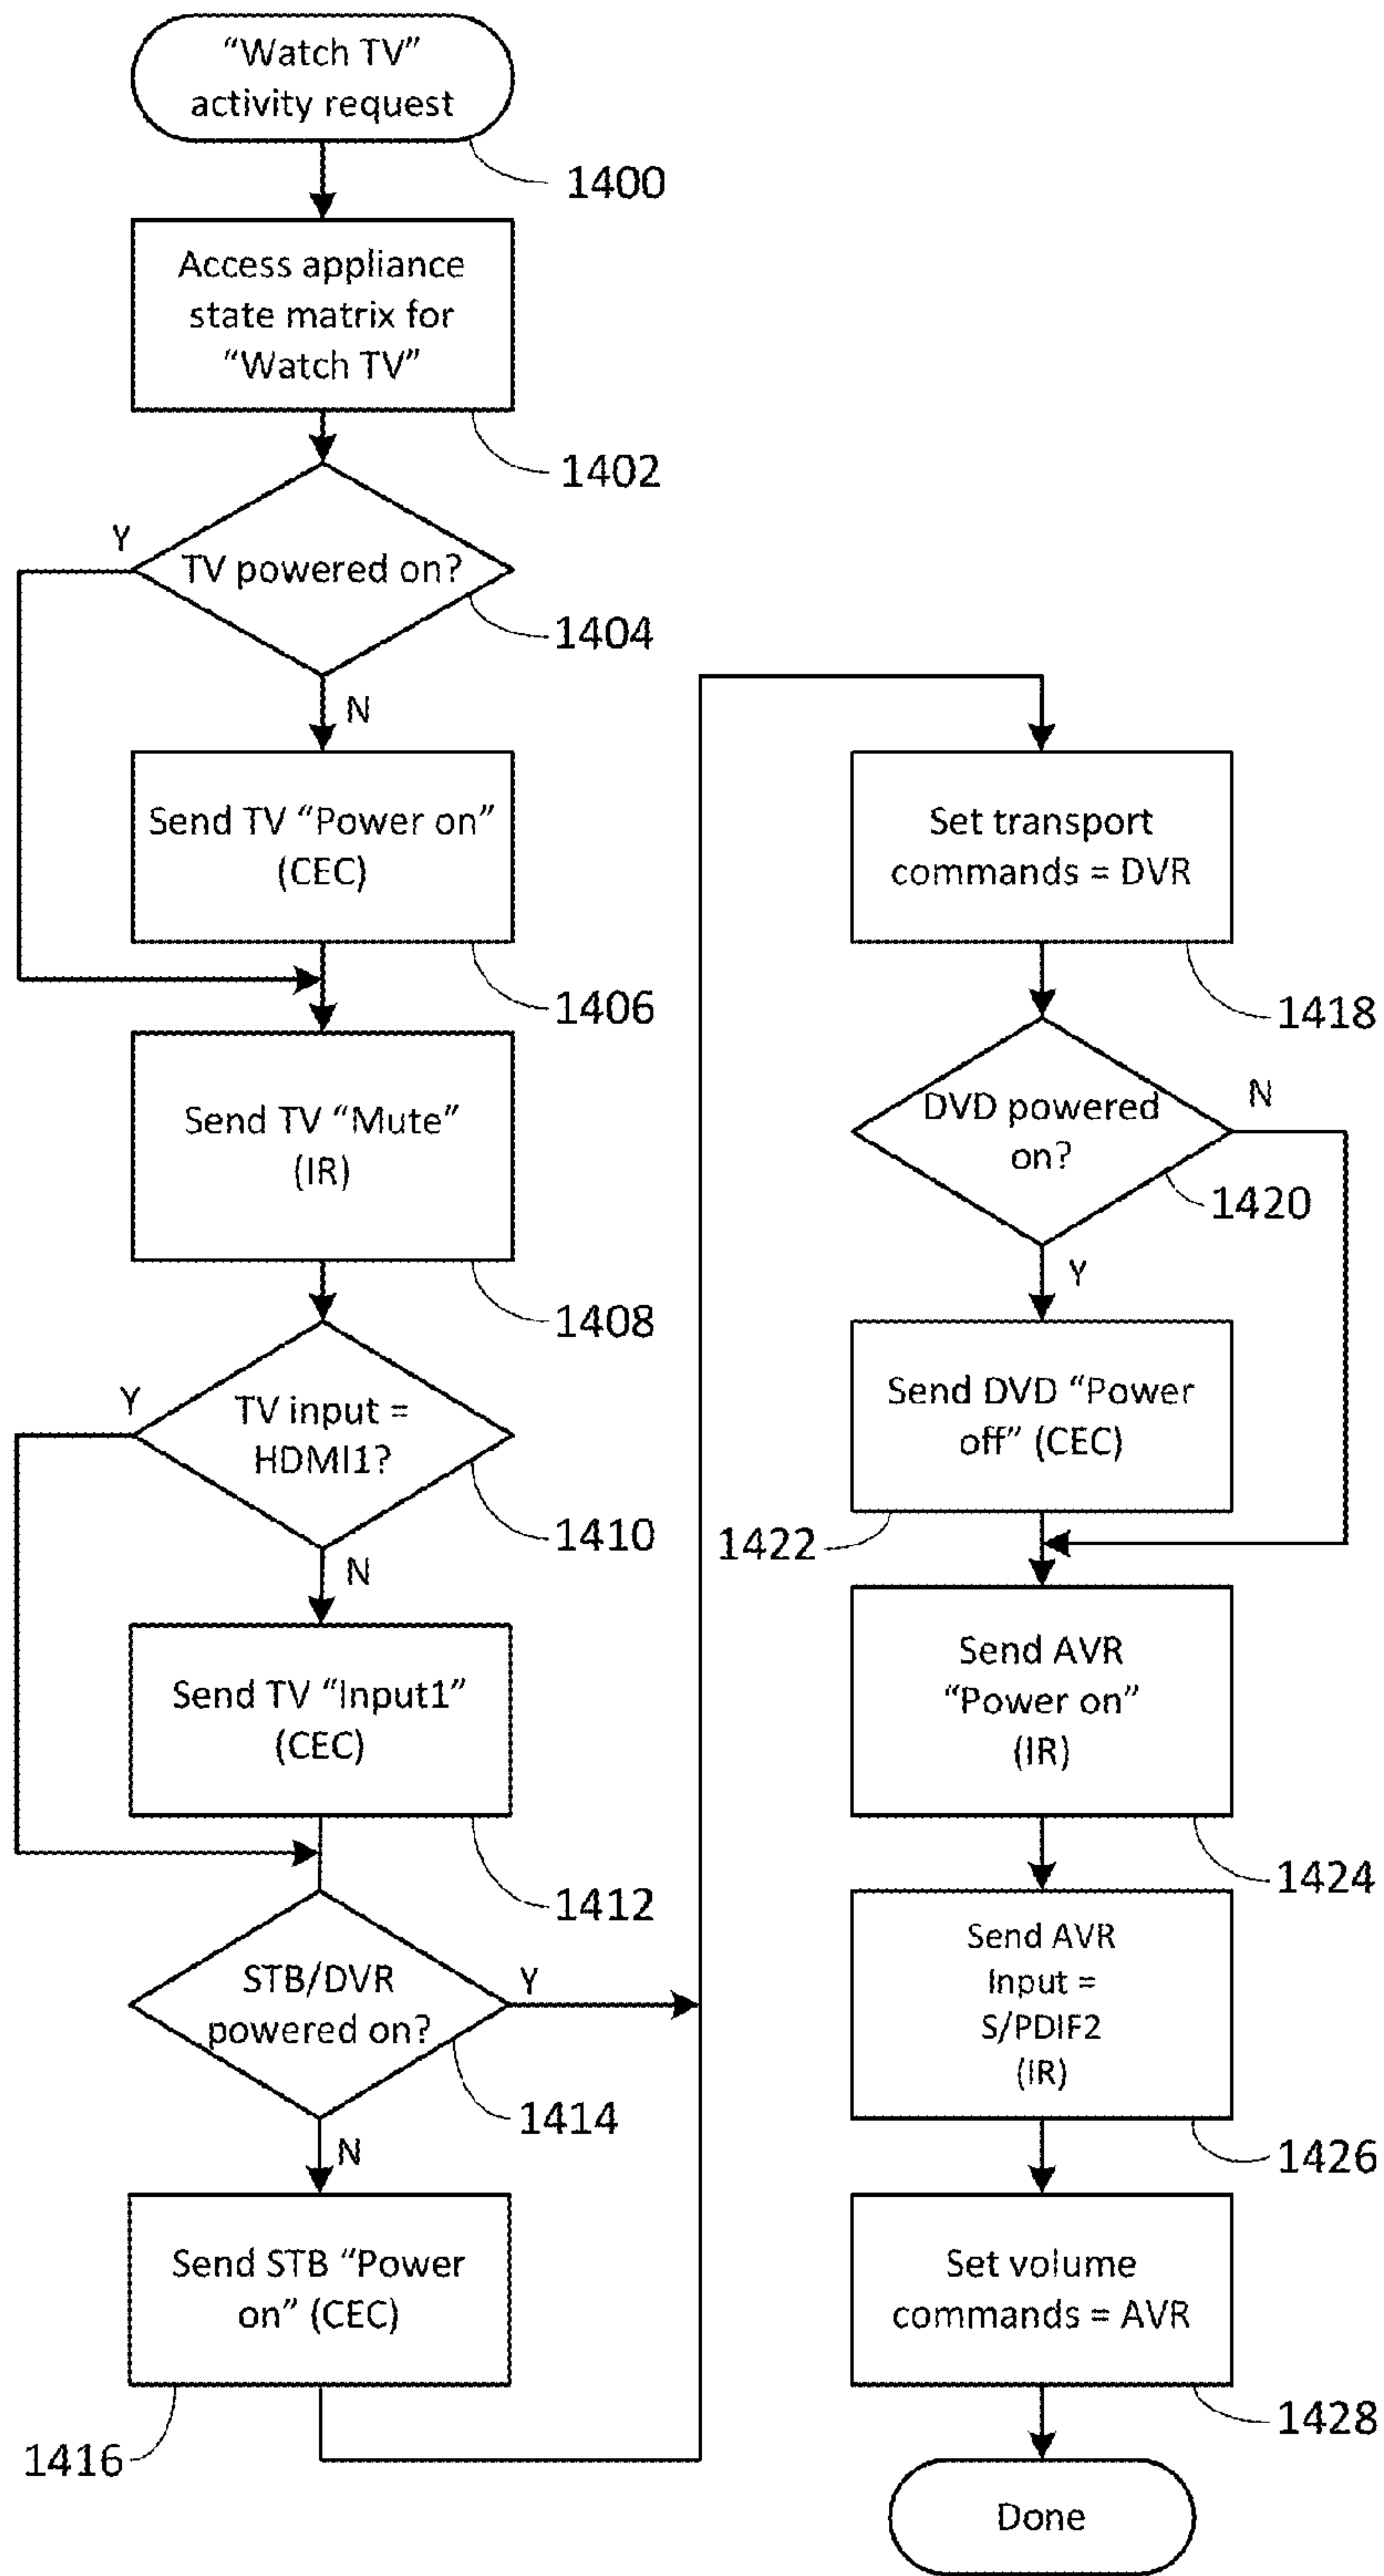 “Watch TV”
activity request
1400
Access appliance
state matrix for
“Watch TV”
1402
Y
TV powered on?
1404
N
Send TV “Power on”
(CEC)
1406
Send TV “Mute”
(IR)
1408
Y
TV input =
HDMI1?
1410
N
Send TV “Input1”
(CEC)
1412
STB/DVR
powered on?
Y
1414
N
Send STB “Power
on” (CEC)
1416
Set transport
commands = DVR
1418
DVD powered
on?
N
1420
Y
Send DVD “Power
off” (CEC)
1422
Send AVR
“Power on”
(IR)
1424
Send AVR
Input =
S/PDIF2
(IR)
1426
Set volume
commands = AVR
1428
Done